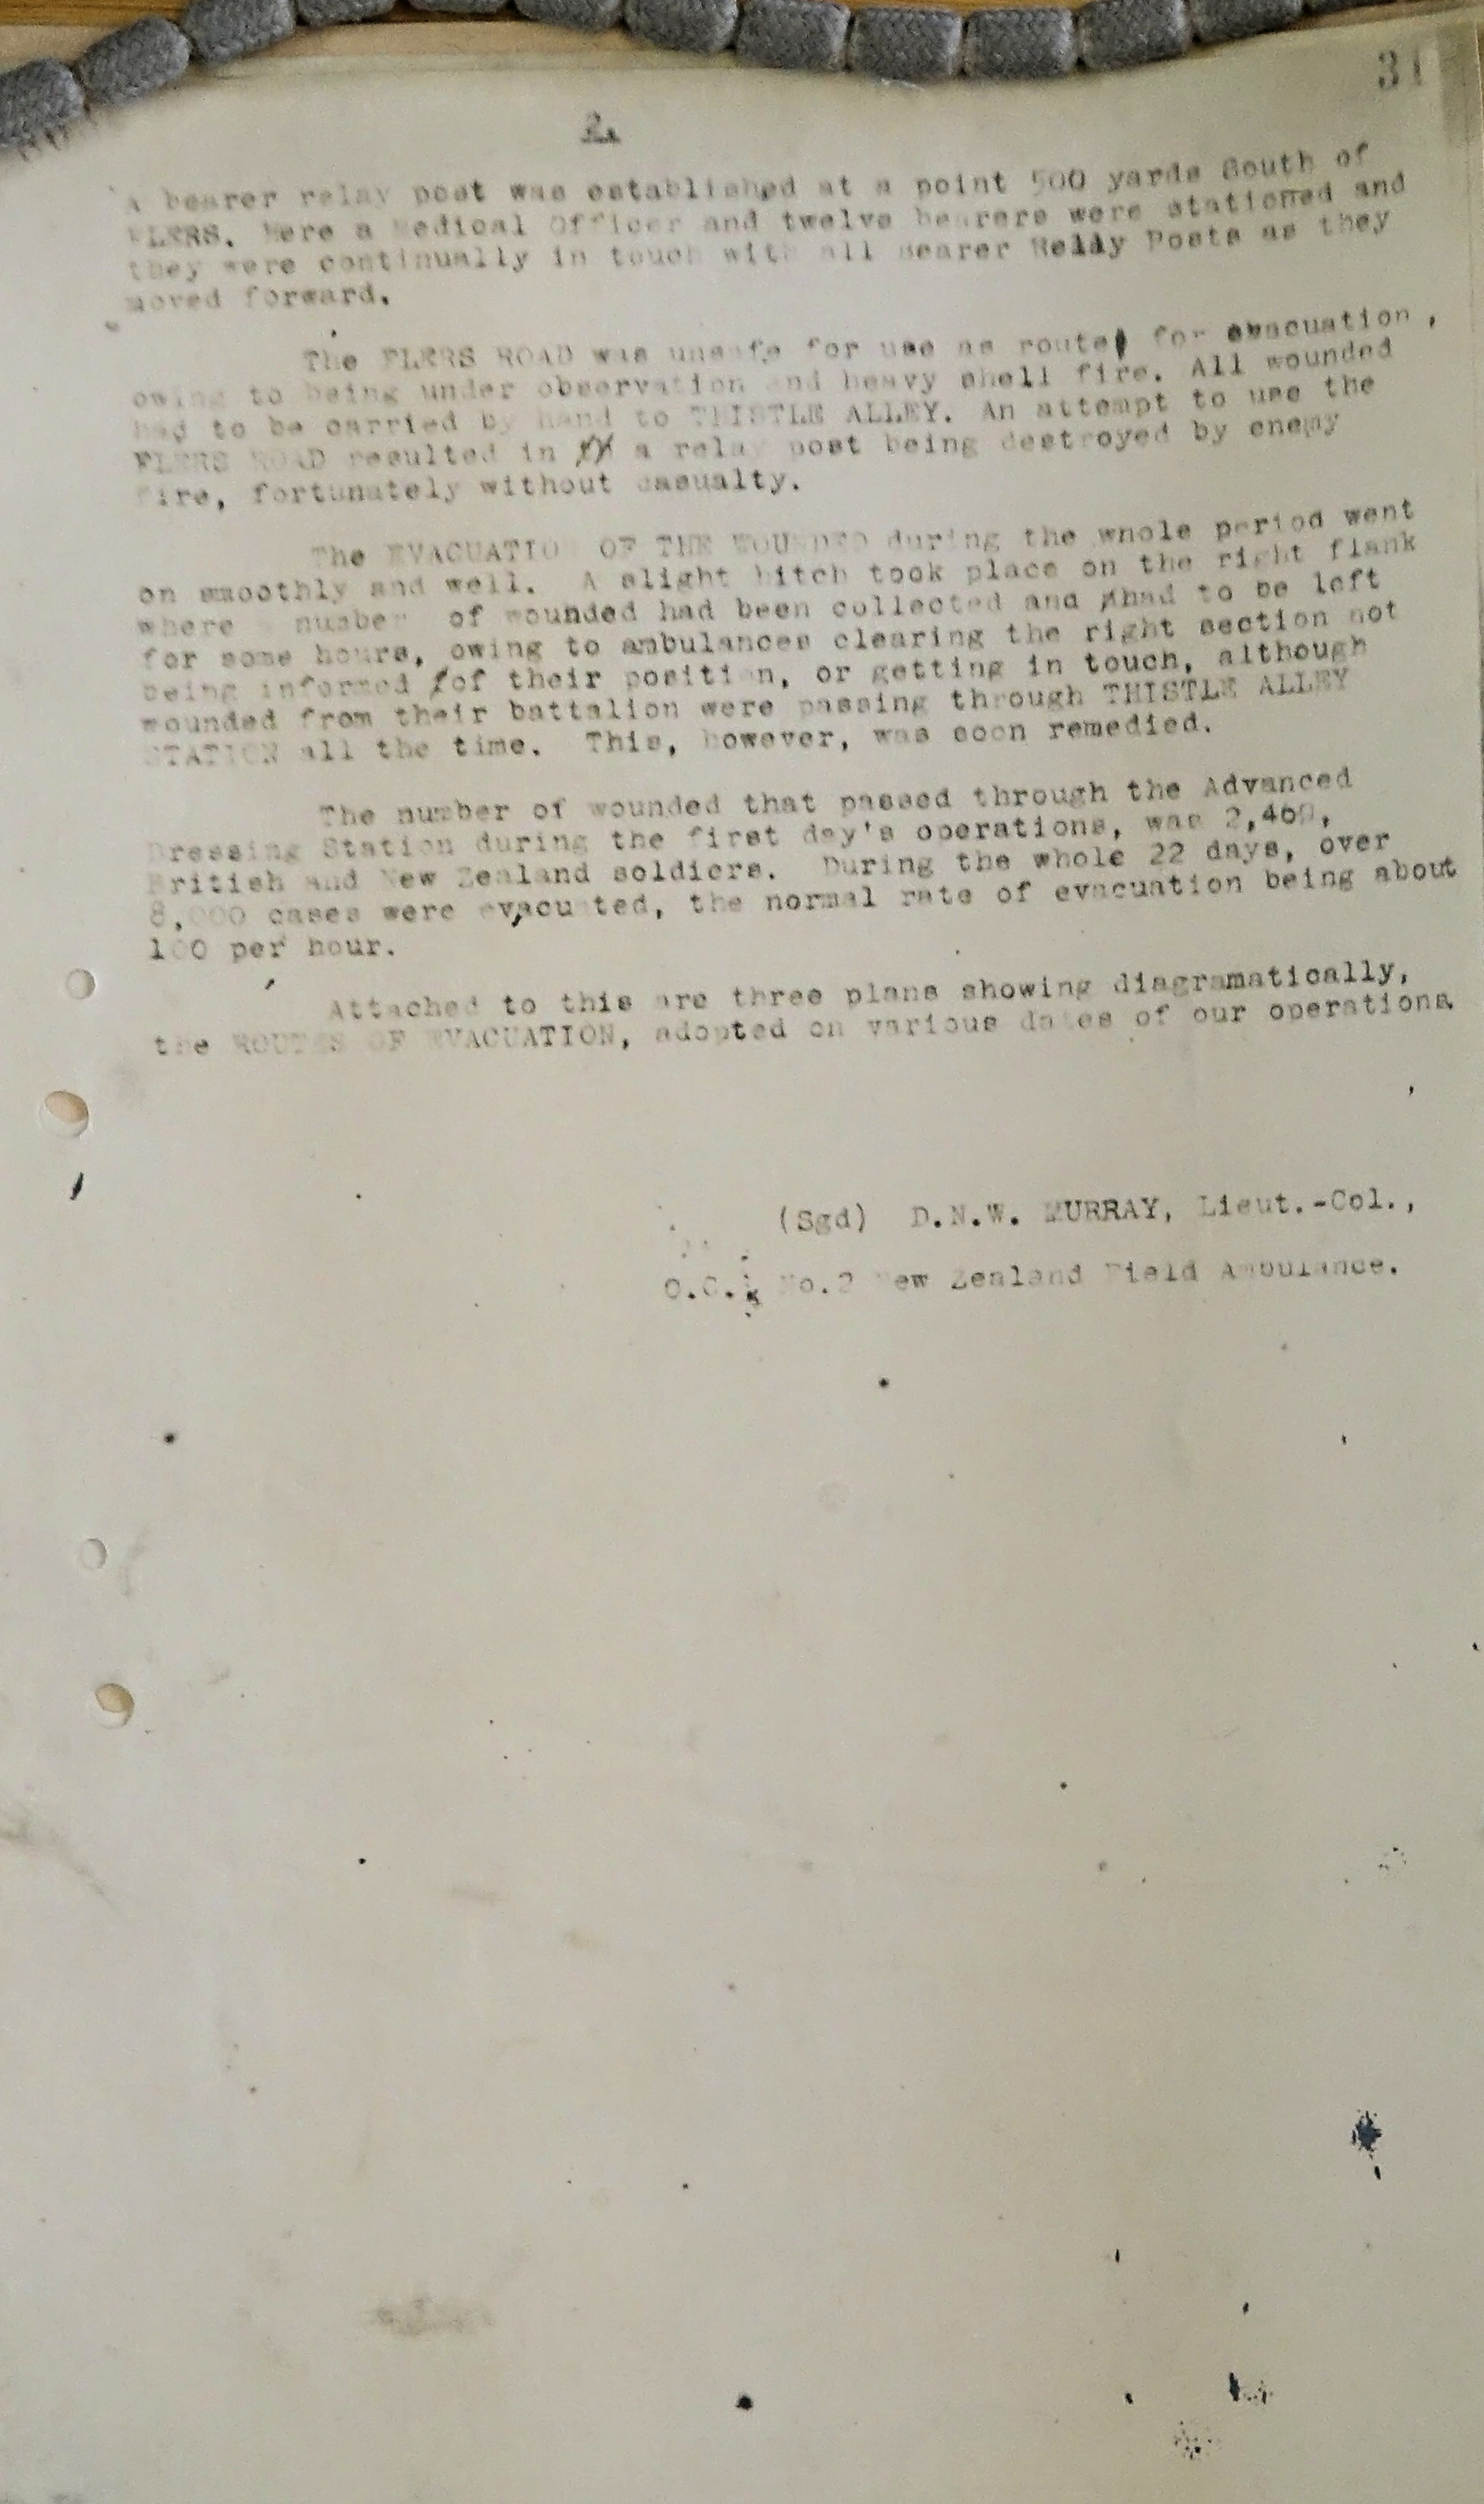 31
2.
A bearer relay post was established at a point 500 yards South of
FLERS. Here a Medical Officer and twelve bearers were stationed and
they were continually in touch with all Bearer Relay Posts as they
moved forward.
The FLERS ROAD was unsafe for use as route for evacuation,
owing to being under observation and heavy shell fire. All wounded
had to be carried by hand to THISTLE ALLEY. An attempt to use the
FLERS ROAD resulted in a relay post being destroyed by enemy
fire, fortunately without casualty.
The EVACUATION OF THE WOUNDED during the whole period went
on smoothly and well. A slight hitch took place on the right flank
where a number of wounded had been collected and had to be left
for some hours, owing to ambulances clearing the right section not
being informed of their position, or getting in touch, although
wounded from their battalion were passing through THISTLE ALLEY
STATION all the time. This, however, was soon remedied.
The number of wounded that passed through the Advanced
Dressing Station during the first day's operations, was
British and New Zealand soldiers. During the whole 22 days, over
8,000 cases were evacuated, the normal rate of evacuation being about
100 per hour.
Attached to this are three plans showing diagramatically,
the ROUTES OF EVACUATION, adopted on various dates of our operations.
(Sgd) D.N.W. MURRAY, Lieut.-Col.,
O.C., No.2 New Zealand Field Ambulance.